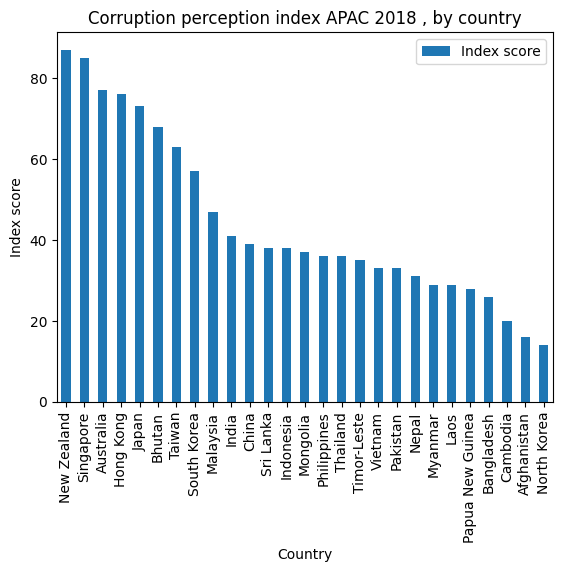 Corruption perception index APAC 2018 , by country
Index score
Index score
80
60
40
20
0
New Zealand
Singapore
Australia
Hong Kong
Japan
Bhutan
Taiwan
South Korea
Malaysia
India
China
Sri Lanka
Indonesia
Mongolia
Philippines
Thailand
Timor-Leste
Vietnam
Pakistan
Nepal
Myanmar
Laos
Papua New Guinea
Bangladesh
Cambodia
Afghanistan
North Korea
Country